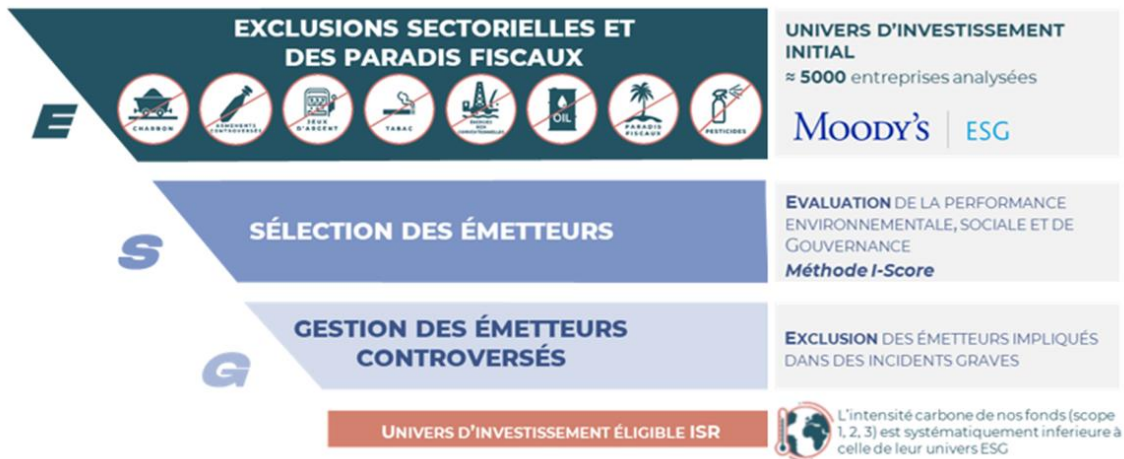 EXCLUSIONS SECTORIELLES ET
DES PARADIS FISCAUX
CHARBON
ARMEMENTS
CONTROVERSÉS
JEUX
D'ARGENT
TABAC
ENERGIES
NON
CONVENTIONNELLES
OIL
PARADIS
FISCAUX
PESTICIDES
UNIVERS D'INVESTISSEMENT
INITIAL
≈ 5000 entreprises analysées
MOODY'S | ESG
E
SÉLECTION DES ÉMETTEURS
EVALUATION DE LA PERFORMANCE
ENVIRONNEMENTALE, SOCIALE ET DE
GOUVERNANCE
Méthode I-Score
S
GESTION DES ÉMETTEURS
CONTROVERSÉS
EXCLUSION DES ÉMETTEURS IMPLIQUÉS
DANS DES INCIDENTS GRAVES
G
UNIVERS D'INVESTISSEMENT ÉLIGIBLE ISR
L'intensité carbone de nos fonds (scope
1, 2, 3) est systématiquement inferieure à
celle de leur univers ESG